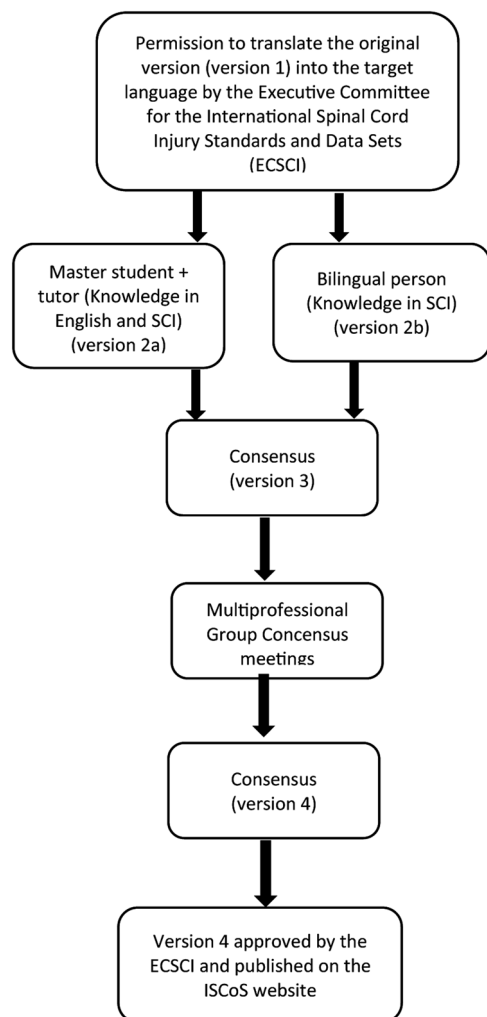 Permission to translate the original
version (version 1) into the target
language by the Executive Committee
for the International Spinal Cord
Injury Standards and Data Sets
(ECSCI)
Master student +
tutor (Knowledge in
English and SCI)
(version 2a)
Bilingual person
(Knowledge in SCI)
(version 2b)
Consensus
(version 3)
Multiprofessional
Group Concensus
meetings
Consensus
(version 4)
Version 4 approved by the
ECSCI and published on the
ISCoS website